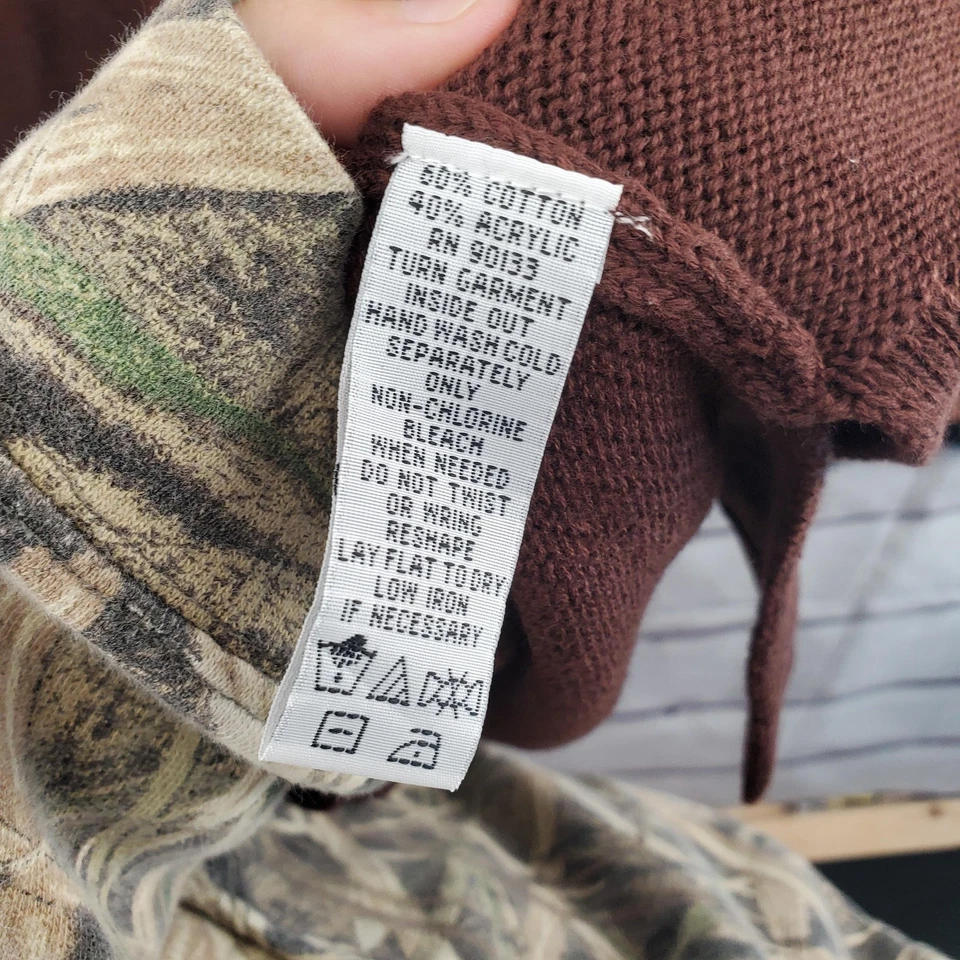 60% COTTON
40% ACRYLIC
RN 90133
TURN GARMENT
INSIDE OUT
HAND WASH COLD
SEPARATELY
ONLY
NON-CHLORINE
BLEACH
WHEN NEEDED
DO NOT TWIST
OR WRING
RESHAPE
LAY FLAT TO DRY
LOW IRON
IF NECESSARY